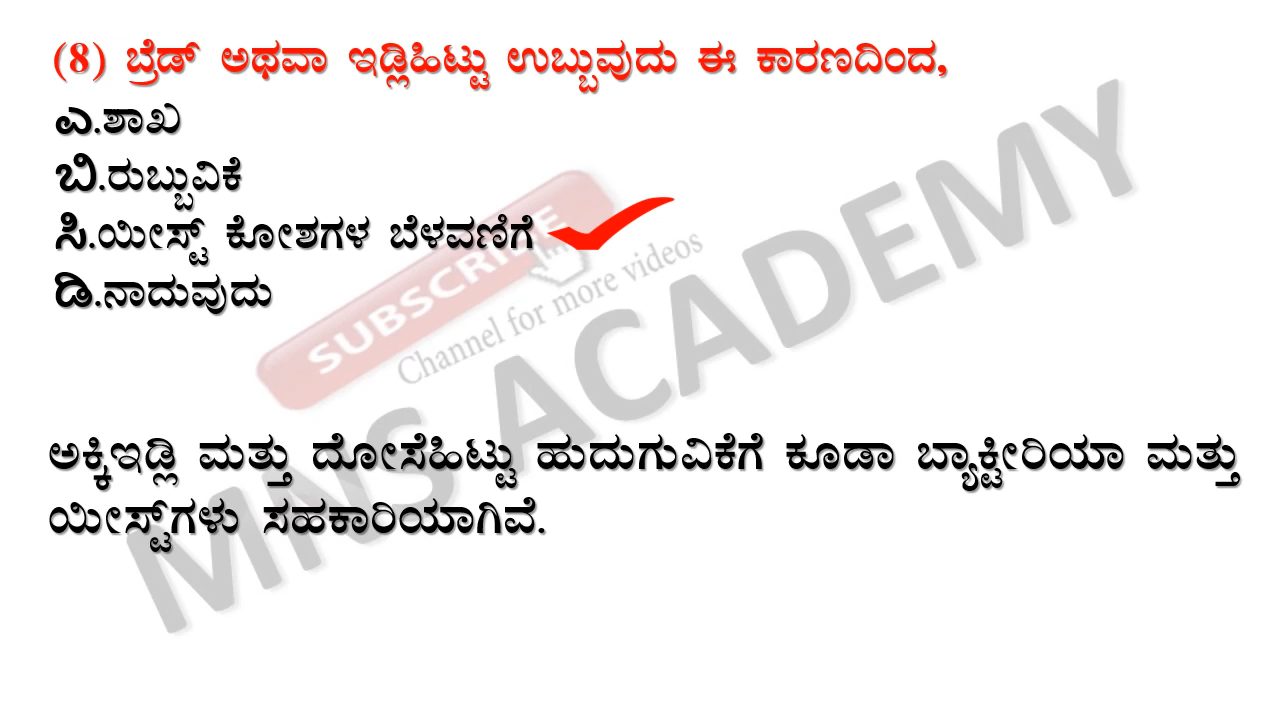 (8) ಬ್ರೆಡ್ ಅಥವಾ ಇಡ್ಲಿಹಿಟ್ಟು ಉಬ್ಬುವುದು ಈ ಕಾರಣದಿಂದ,
ಎ.ಶಾಖ
ಬಿ.ರುಬ್ಬುವಿಕೆ
ಸಿ.ಯೀಸ್ಟ್ ಕೋಶಗಳ ಬೆಳವಣಿಗೆ
ಡಿ.ನಾದುವುದು
SUBSCRIBE
Channel for more videos
MNS ACADEMY
ಅಕ್ಕಿಇಡ್ಲಿ ಮತ್ತು ದೋಸೆಹಿಟ್ಟು ಹುದುಗುವಿಕೆಗೆ ಕೂಡಾ ಬ್ಯಾಕ್ಟೀರಿಯಾ ಮತ್ತು
ಯೀಸ್ಟ್‌ಗಳು ಸಹಕಾರಿಯಾಗಿವೆ.